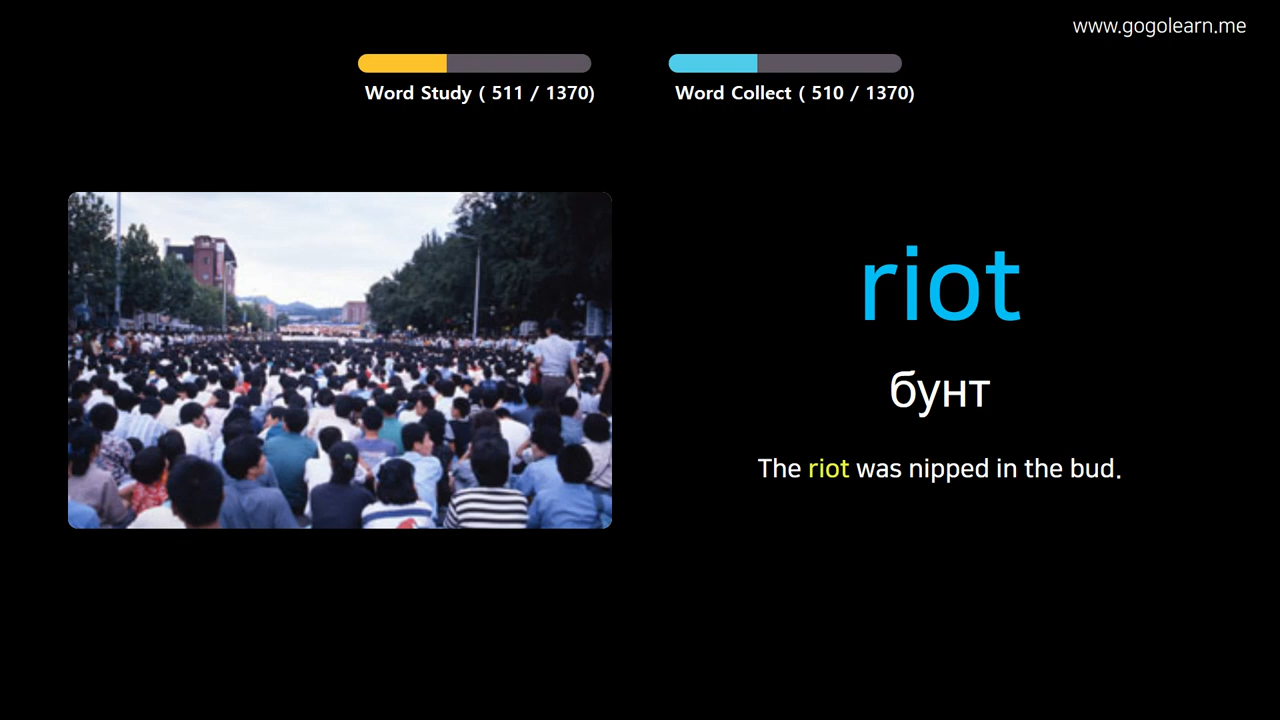 www.gogolearn.me
Word Study ( 511 / 1370)
Word Collect ( 510 / 1370)
riot
бунт
The riot was nipped in the bud.